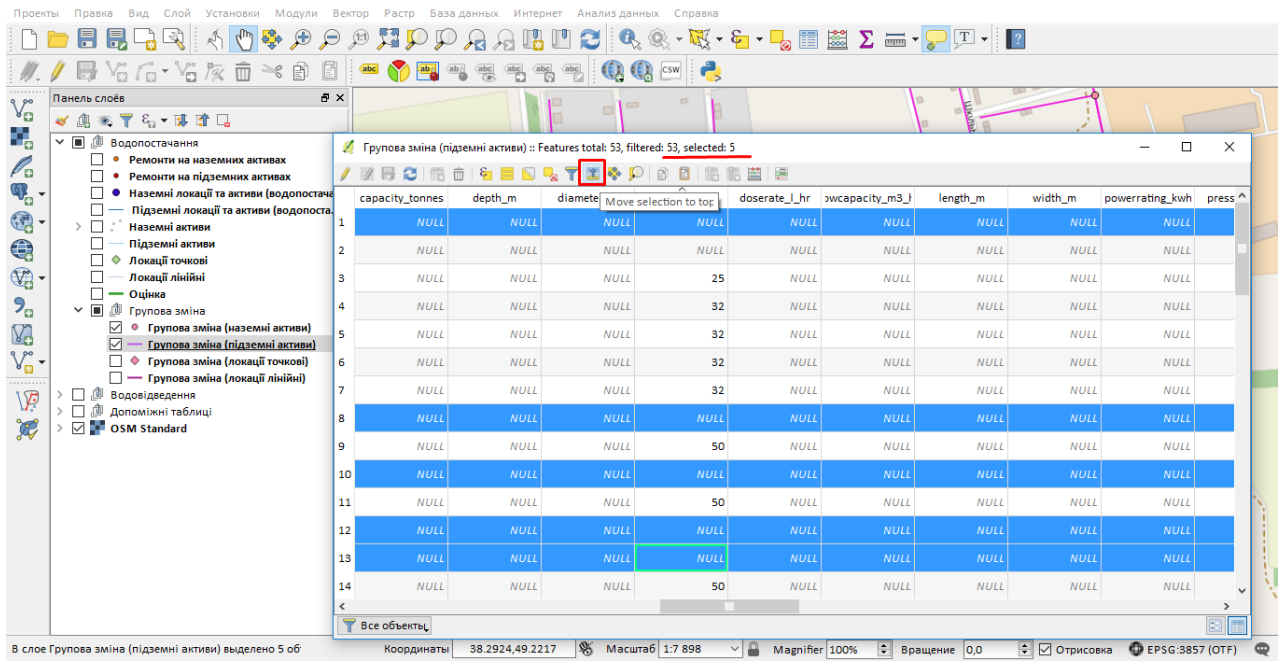 Проекты Правка Вид Слой Установки Модули Вектор Растр База данных Интернет Анализ данных Справка
abc ab abc abc abc abc abc CSW
Панель слоёв
Водопостачання
Ремонти на наземних активах
Ремонти на підземних активах
Наземні локації та активи (водопостача
Підземні локації та активи (водопоста.
Наземні активи
Підземні активи
Локації точкові
Локації лінійні
Оцінка
Групова зміна
Групова зміна (наземні активи)
Групова зміна (підземні активи)
Групова зміна (локації точкові)
Групова зміна (локації лінійні)
Водовідведення
Допоміжні таблиці
OSM Standard
Групова зміна (підземні активи) :: Features total: 53, filtered: 53, selected: 5
Move selection to top
capacity_tonnes depth_m diamete doserate_l_hr owcapacity_m3_h length_m width_m powerrating_kwh press
1 NULL NULL NULL NULL NULL NULL NULL NULL NULL
2 NULL NULL NULL NULL NULL NULL NULL NULL NULL
3 NULL NULL NULL 25 NULL NULL NULL NULL NULL
4 NULL NULL NULL 32 NULL NULL NULL NULL NULL
5 NULL NULL NULL 32 NULL NULL NULL NULL NULL
6 NULL NULL NULL 32 NULL NULL NULL NULL NULL
7 NULL NULL NULL 32 NULL NULL NULL NULL NULL
8 NULL NULL NULL NULL NULL NULL NULL NULL NULL
9 NULL NULL NULL 50 NULL NULL NULL NULL NULL
10 NULL NULL NULL NULL NULL NULL NULL NULL NULL
11 NULL NULL NULL 50 NULL NULL NULL NULL NULL
12 NULL NULL NULL NULL NULL NULL NULL NULL NULL
13 NULL NULL NULL NULL NULL NULL NULL NULL NULL
14 NULL NULL NULL 50 NULL NULL NULL NULL NULL
Все объекты
В слое Групова зміна (підземні активи) выделено 5 об Координаты 38.2924,49.2217 Масштаб 1:7 898 Magnifier 100% Вращение 0,0 Отрисовка EPSG:3857 (OTF)